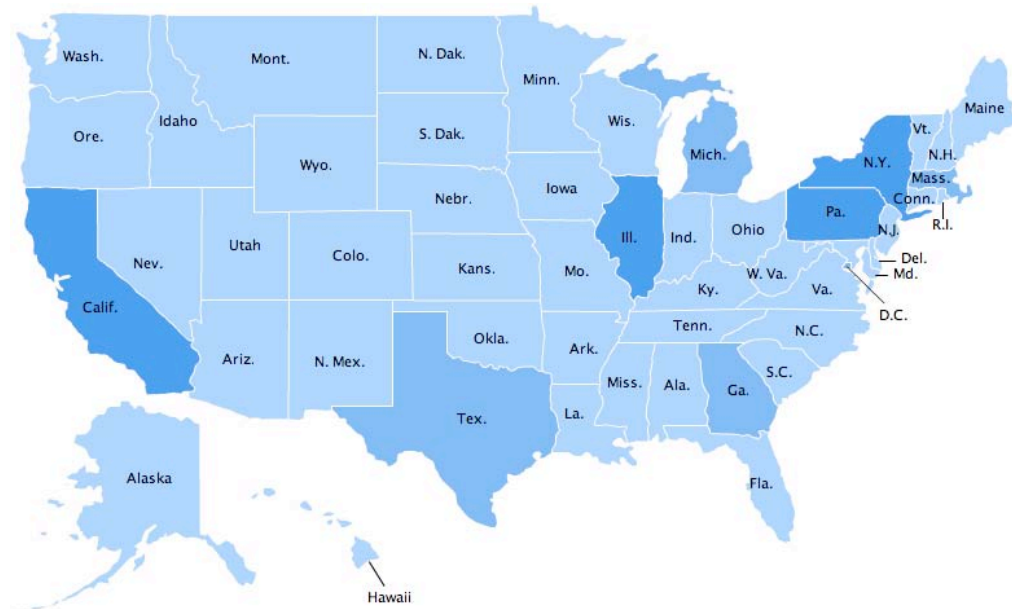 Wash.
Mont.
N. Dak.
Minn.
Maine
Ore.
Idaho
S. Dak.
Wis.
Mich.
Vt.
N.H.
N.Y.
Mass.
Conn.
R.I.
Wyo.
Nebr.
Iowa
Ill.
Ind.
Ohio
Pa.
N.J.
Nev.
Utah
Colo.
Kans.
Mo.
Ky.
W. Va.
Va.
Del.
Md.
D.C.
Calif.
Ariz.
N. Mex.
Okla.
Ark.
Tenn.
N.C.
Tex.
La.
Miss.
Ala.
Ga.
S.C.
Fla.
Alaska
Hawaii